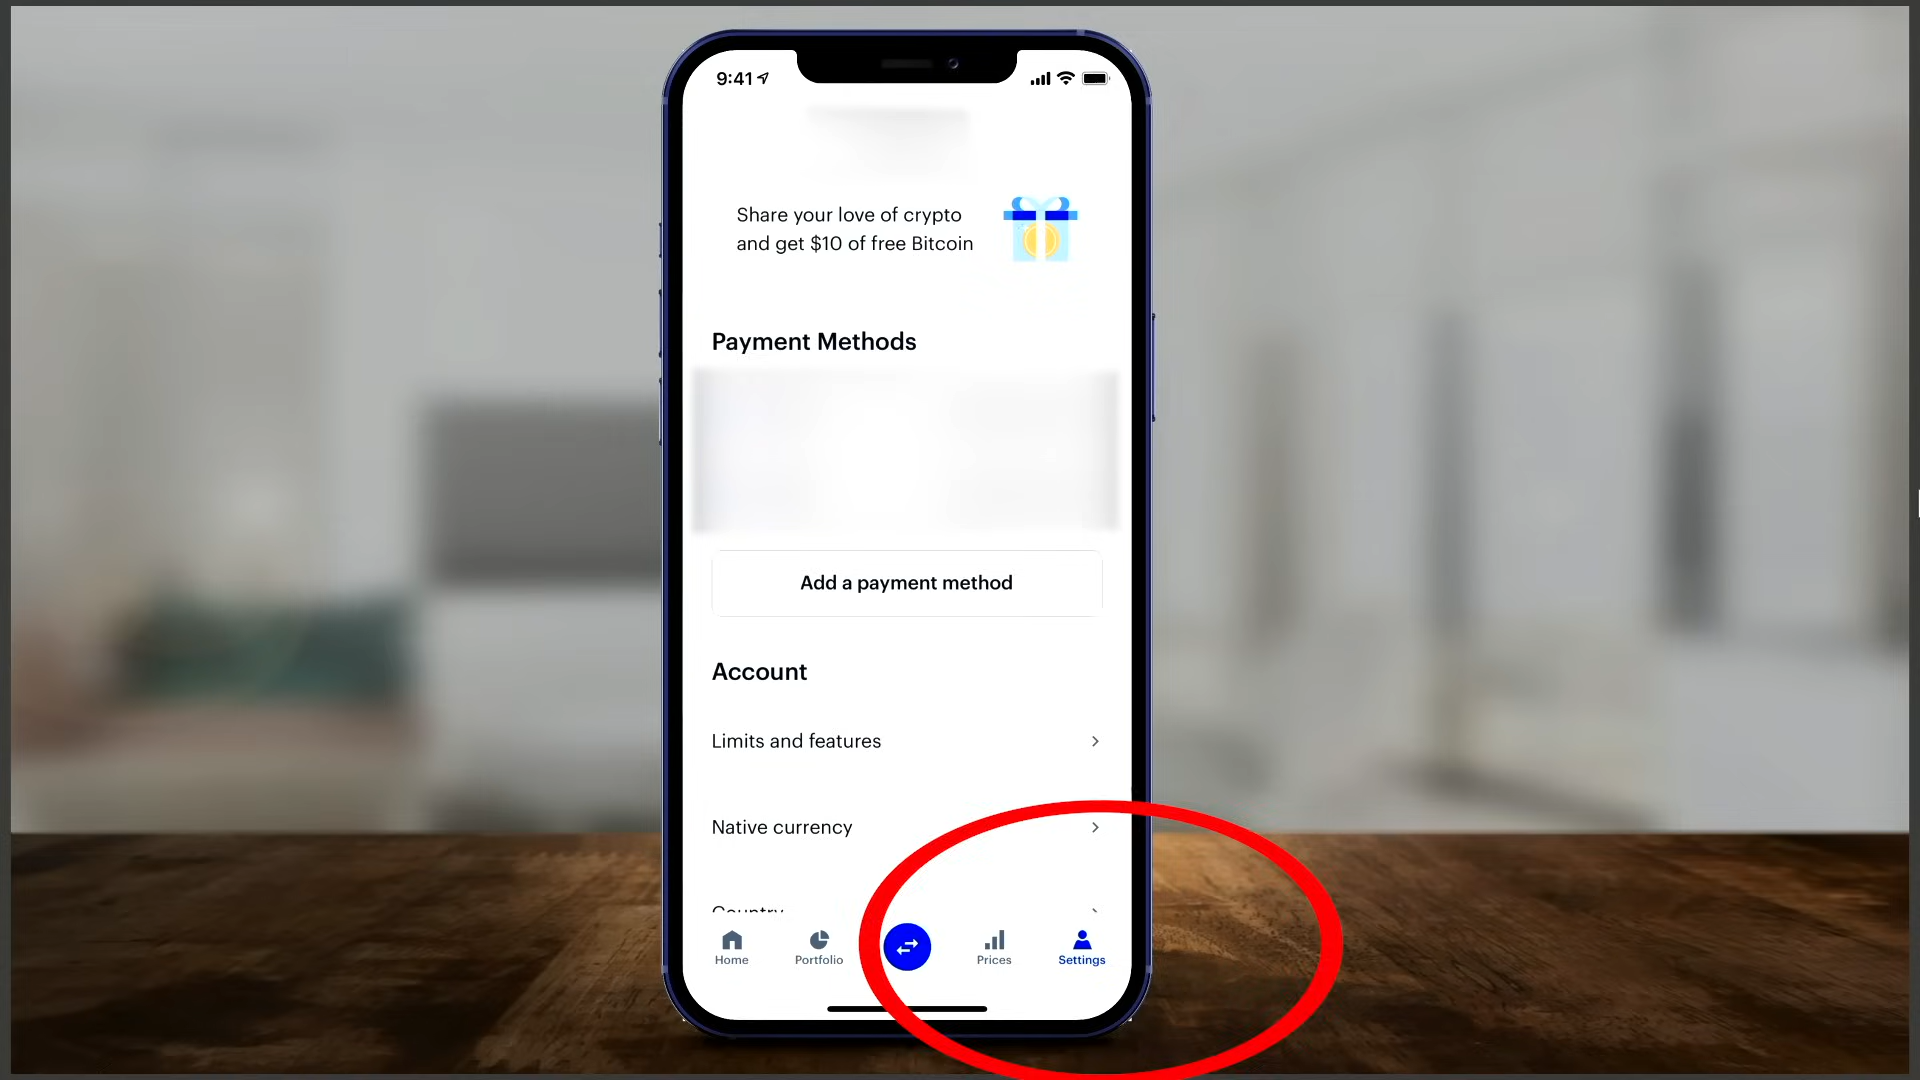 9:41
Share your love of crypto
and get $10 of free Bitcoin
Payment Methods
Add a payment method
Account
Limits and features
Native currency
Country
Home
Portfolio
Prices
Settings